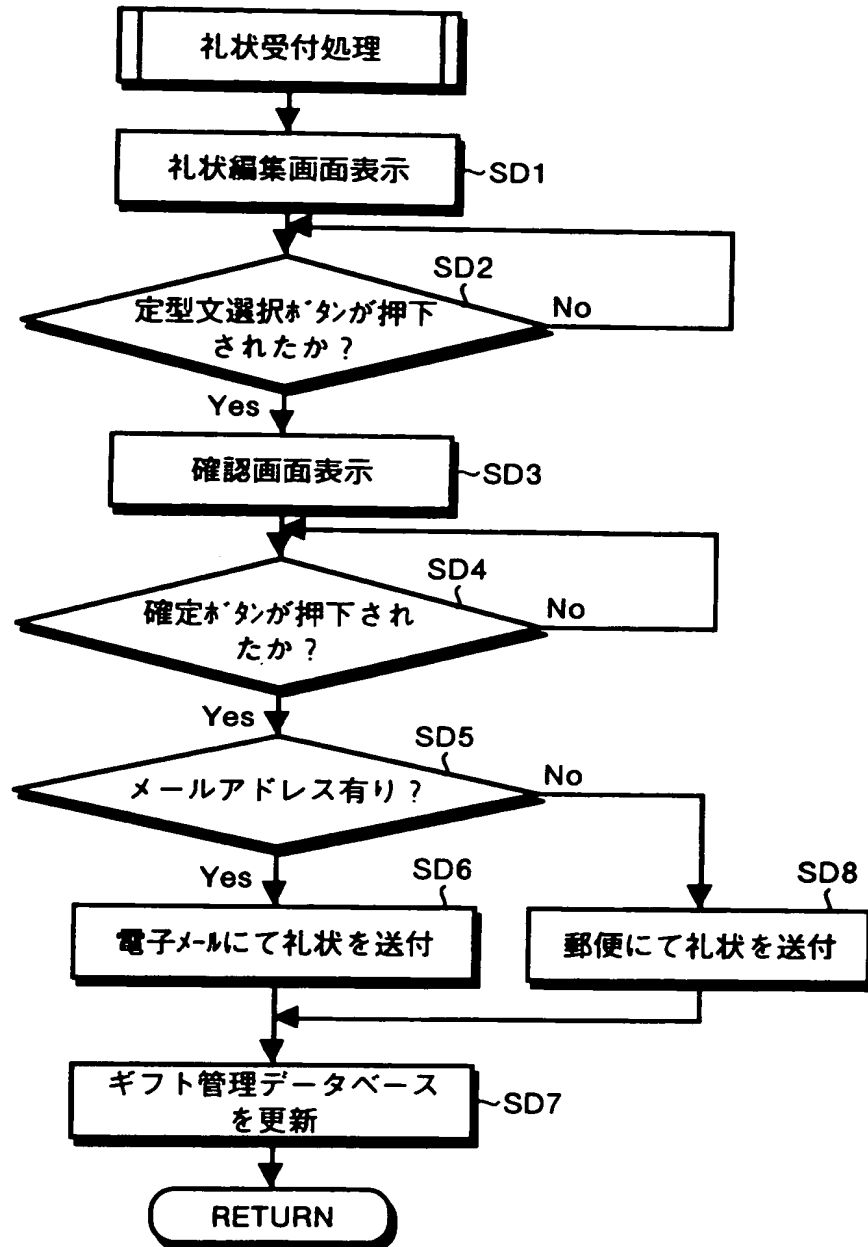 礼状受付処理
礼状編集画面表示
SD1
SD2
定型文選択ボタンが押下
されたか?
No
Yes
確認画面表示
SD3
SD4
確定ボタンが押下され
たか?
No
Yes
SD5
メールアドレス有り?
No
Yes
SD6
電子メールにて礼状を送付
SD8
郵便にて礼状を送付
ギフト管理データベース
を更新
SD7
RETURN